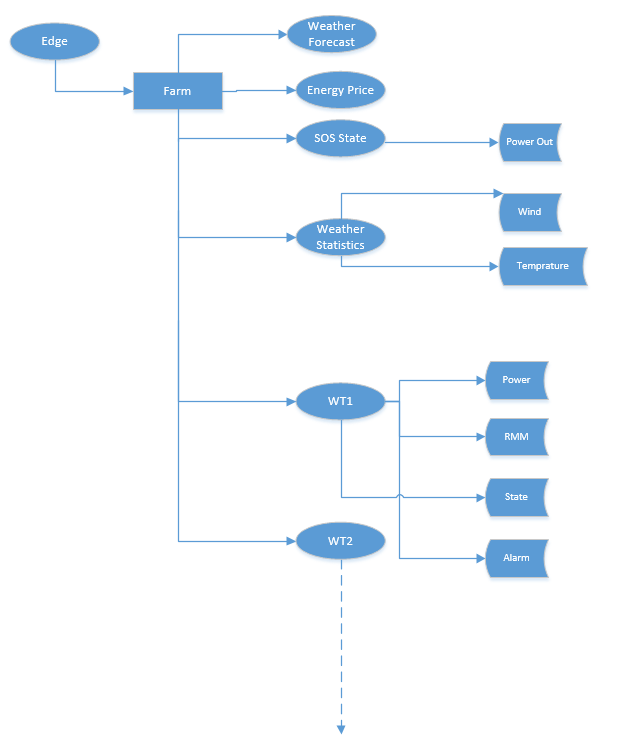 Weather
Forecast
Edge
Farm
Energy Price
SOS State
Power Out
Wind
Weather
Statistics
Temprature
Power
WT1
RMM
State
WT2
Alarm